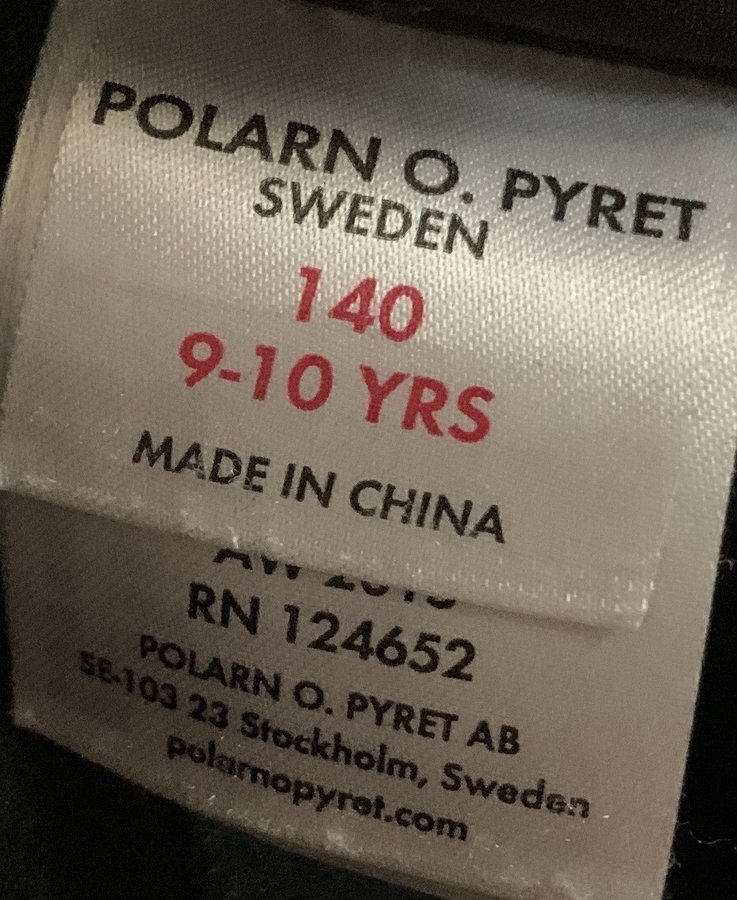 POLARN O. PYRET
SWEDEN
140
9-10 YRS
MADE IN CHINA
AW
RN 124652
POLARN O. PYRET AB
SE-103 23 Stockholm, Sweden
polarnopyret.com